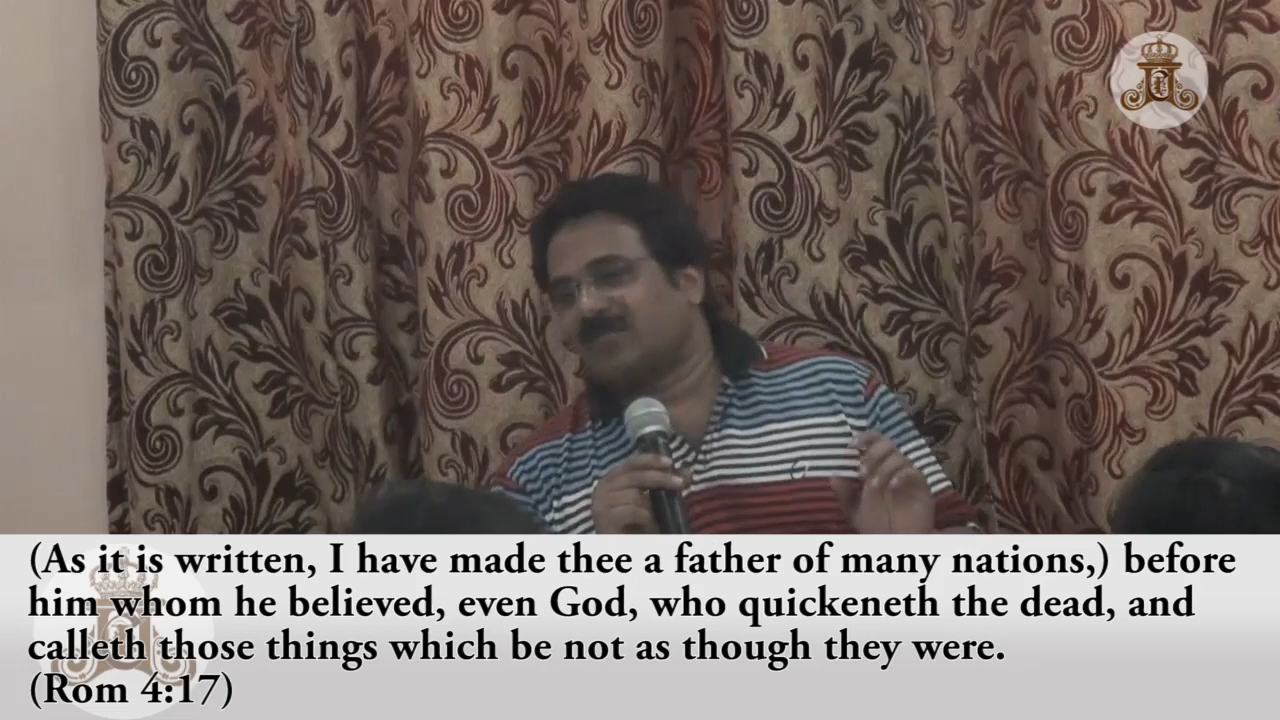 (As it is written, I have made thee a father of many nations,) before
him whom he believed, even God, who quickeneth the dead, and
calleth those things which be not as though they were.
(Rom 4:17)